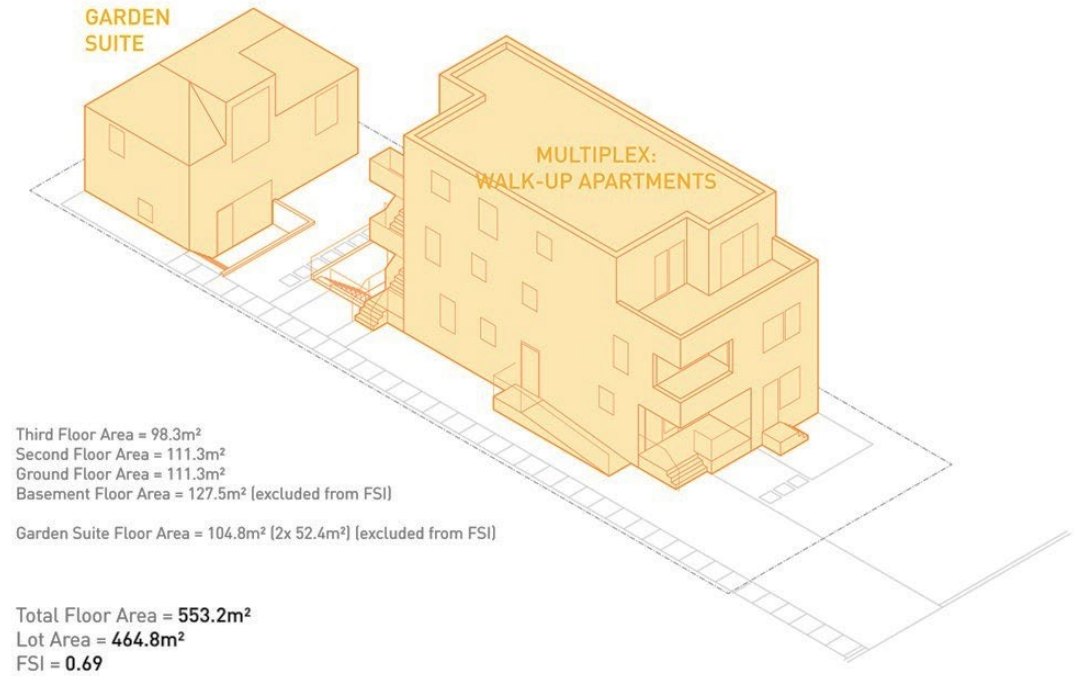 GARDEN
SUITE
MULTIPLEX:
WALK-UP APARTMENTS
Third Floor Area = 98.3m²
Second Floor Area = 111.3m²
Ground Floor Area = 111.3m²
Basement Floor Area = 127.5m² (excluded from FSI)
Garden Suite Floor Area = 104.8m² (2x 52.4m²) (excluded from FSI)
Total Floor Area = 553.2m²
Lot Area = 464.8m²
FSI = 0.69